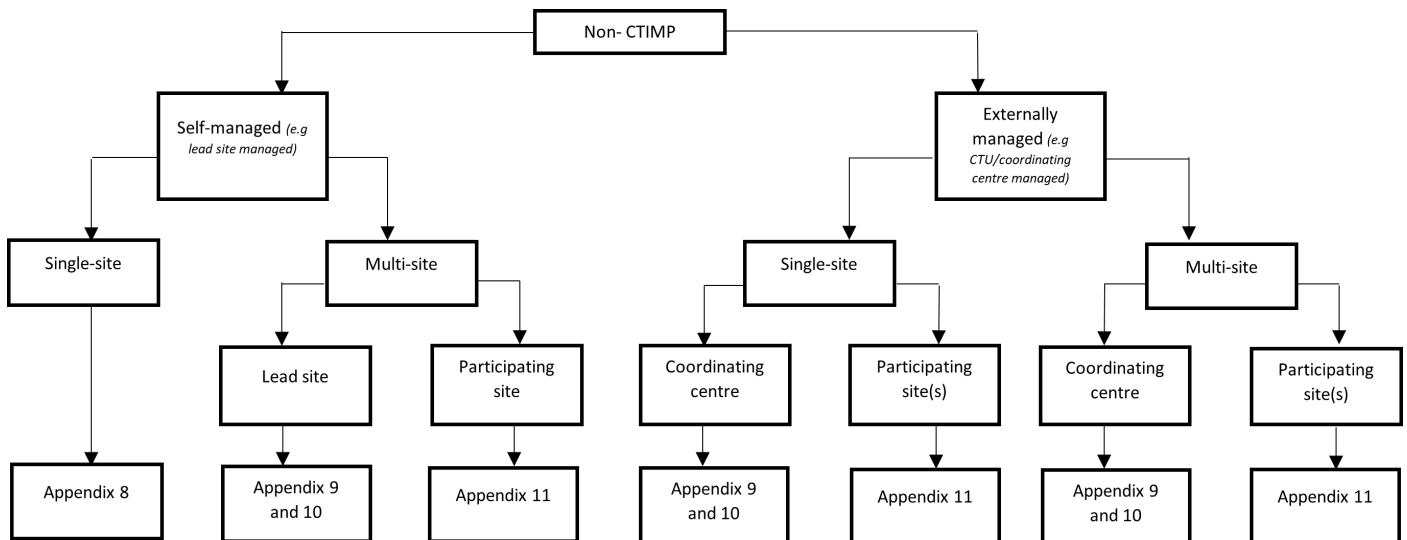 Non- CTIMP
Self-managed (e.g
lead site managed)
Externally
managed (e.g
CTU/coordinating
centre managed)
Single-site
Multi-site
Single-site
Multi-site
Lead site
Participating
site
Coordinating
centre
Participating
site(s)
Coordinating
centre
Participating
site(s)
Appendix 8
Appendix 9
and 10
Appendix 11
Appendix 9
and 10
Appendix 11
Appendix 9
and 10
Appendix 11